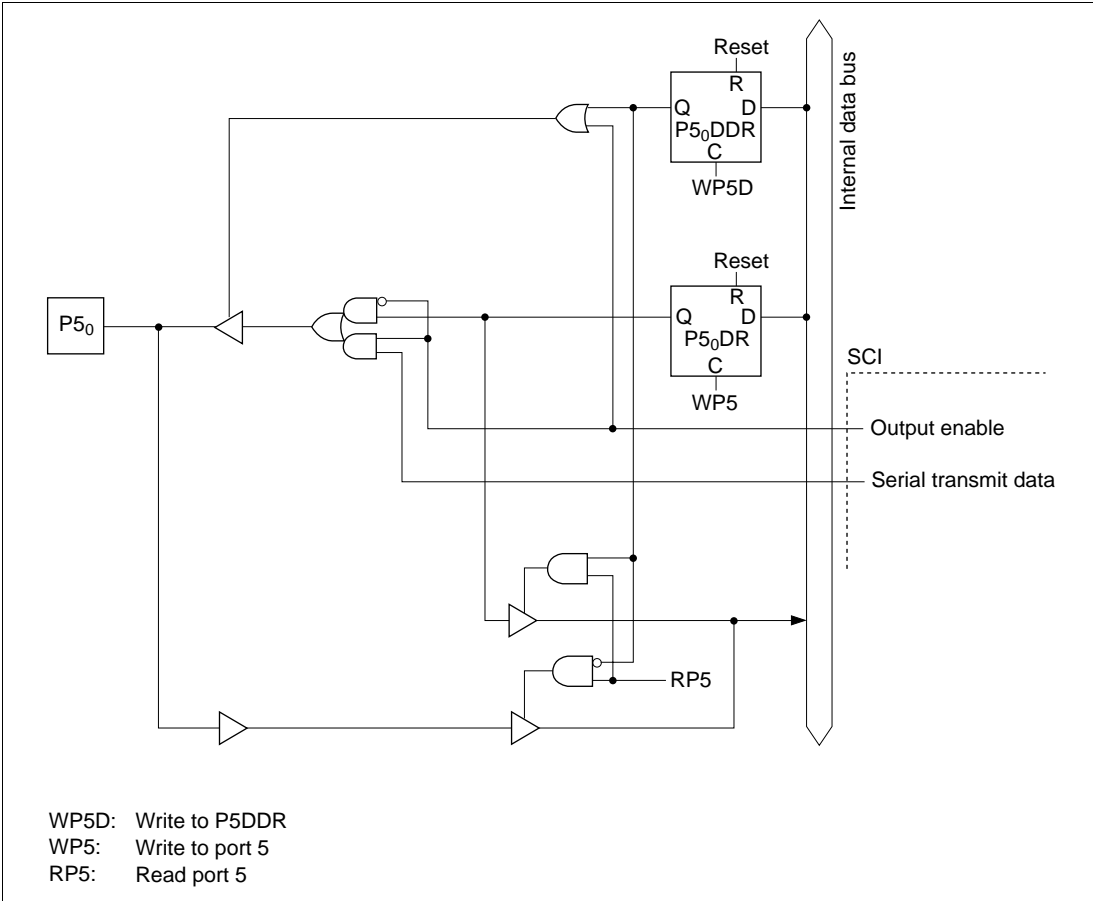 Reset
R
Q D
P5₀DDR
C
WP5D
Internal data bus
Reset
R
P5₀
Q D
P5₀DR
C
WP5
SCI
Output enable
Serial transmit data
RP5
WP5D: Write to P5DDR
WP5: Write to port 5
RP5: Read port 5